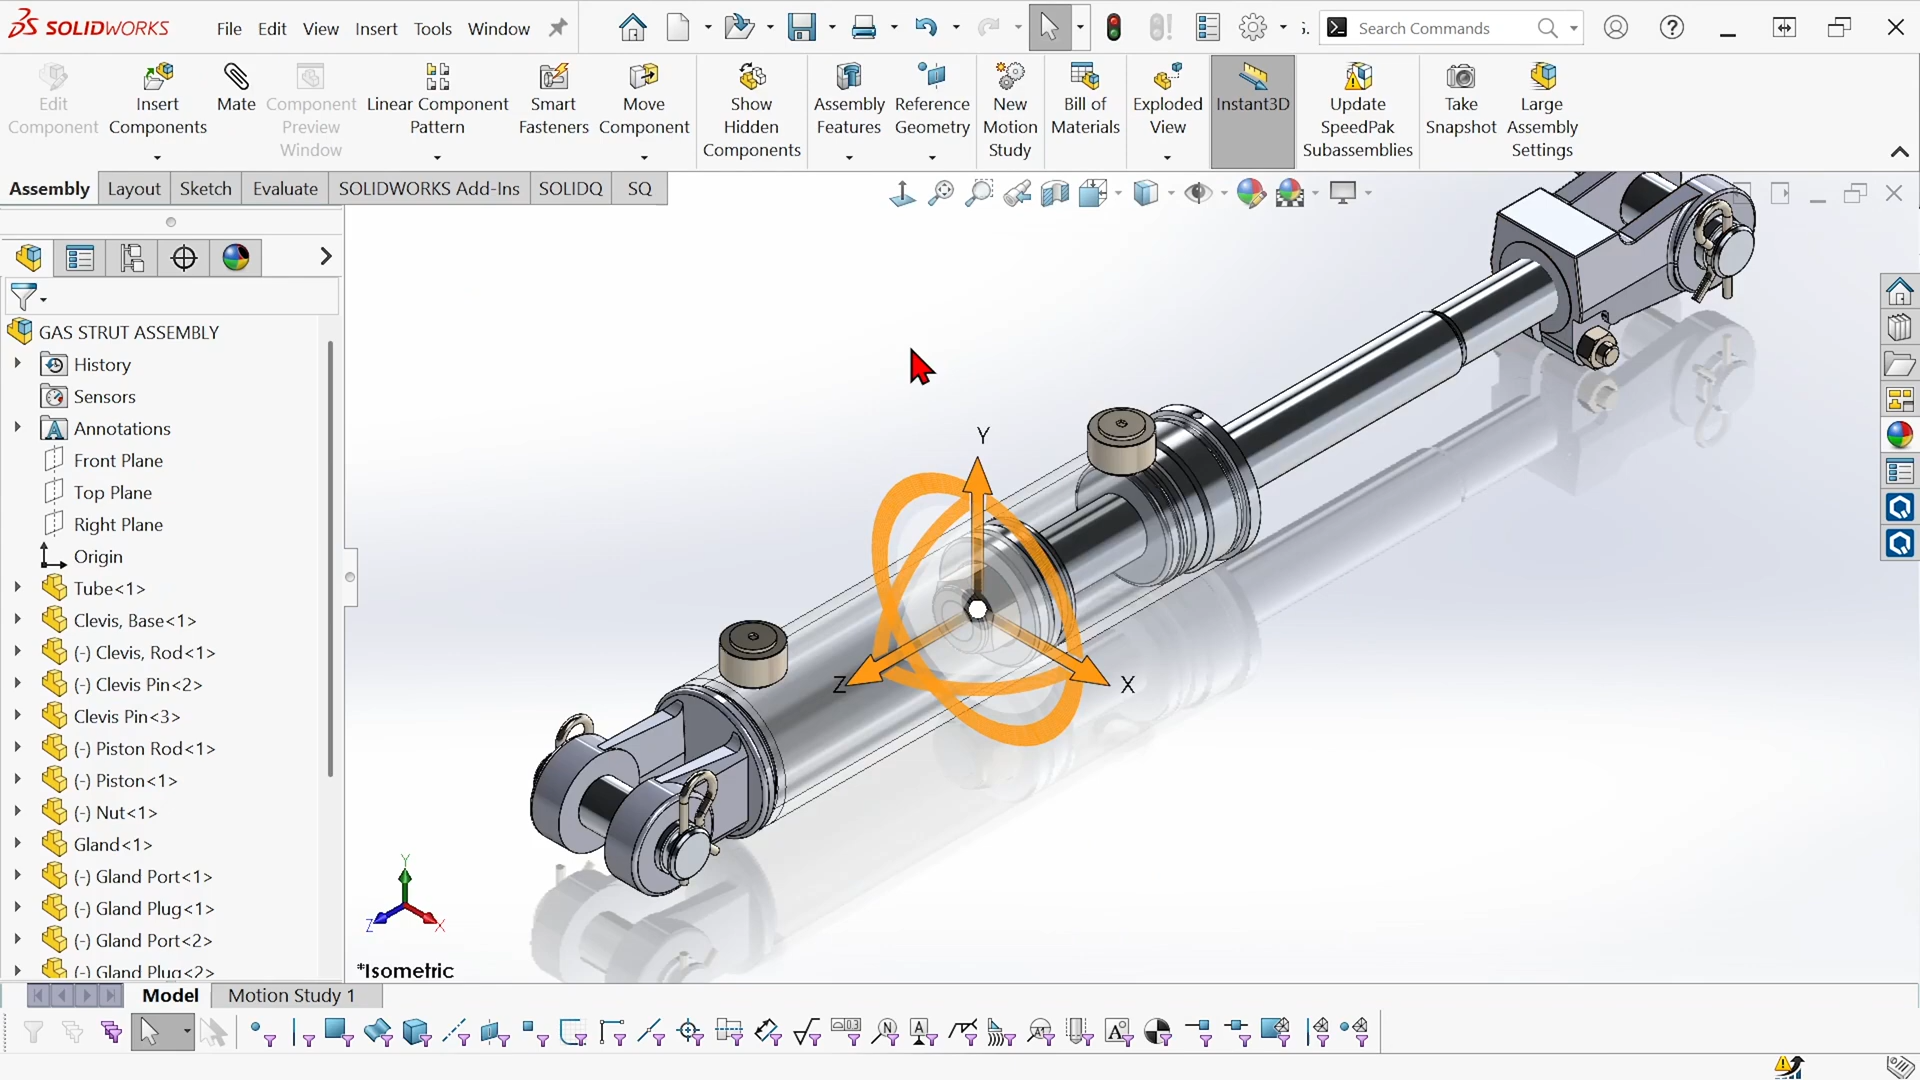 SOLIDWORKS File Edit View Insert Tools Window Search Commands
Edit Component
Insert Components
Mate
Component Preview Window
Linear Component Pattern
Smart Fasteners
Move Component
Show Hidden Components
Assembly Features
Reference Geometry
New Motion Study
Bill of Materials
Exploded View
Instant3D
Update SpeedPak Subassemblies
Take Snapshot
Large Assembly Settings
Assembly Layout Sketch Evaluate SOLIDWORKS Add-Ins SOLIDQ SQ
GAS STRUT ASSEMBLY
History
Sensors
Annotations
Front Plane
Top Plane
Right Plane
Origin
Tube<1>
Clevis, Base<1>
(-) Clevis, Rod<1>
(-) Clevis Pin<2>
Clevis Pin<3>
(-) Piston Rod<1>
(-) Piston<1>
(-) Nut<1>
Gland<1>
(-) Gland Port<1>
(-) Gland Plug<1>
(-) Gland Port<2>
(-) Gland Plug<2>
Y
Z
X
Y
Z
X
*Isometric
Model Motion Study 1